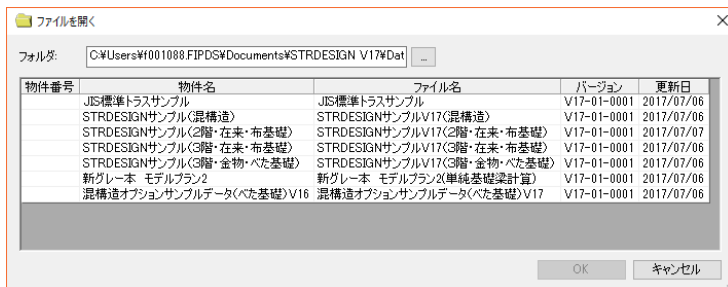 ファイルを開く
フォルダ: C:¥Users¥f001088.FIPDS¥Documents¥STRDESIGN V17¥Dat ...
物件番号 物件名 ファイル名 バージョン 更新日
JIS標準トラスサンプル JIS標準トラスサンプル V17-01-0001 2017/07/06
STRDESIGNサンプル(混構造) STRDESIGNサンプルV17(混構造) V17-01-0001 2017/07/06
STRDESIGNサンプル(2階・在来・布基礎) STRDESIGNサンプルV17(2階・在来・布基礎) V17-01-0001 2017/07/07
STRDESIGNサンプル(3階・在来・布基礎) STRDESIGNサンプルV17(3階・在来・布基礎) V17-01-0001 2017/07/06
STRDESIGNサンプル(3階・金物・べた基礎) STRDESIGNサンプルV17(3階・金物・べた基礎) V17-01-0001 2017/07/06
新グレー本 モデルプラン2 新グレー本 モデルプラン2(単純基礎梁計算) V17-01-0001 2017/07/06
混構造オプションサンプルデータ(べた基礎)V16 混構造オプションサンプルデータ(べた基礎)V17 V17-01-0001 2017/07/06
OK キャンセル